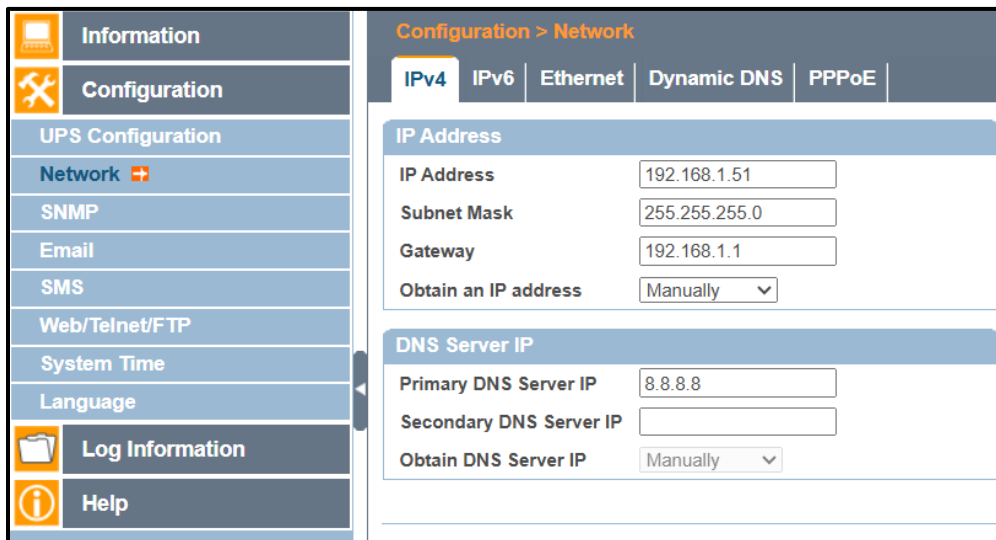 Information
Configuration
UPS Configuration
Network
SNMP
Email
SMS
Web/Telnet/FTP
System Time
Language
Log Information
Help
Configuration > Network
IPv4 IPv6 Ethernet Dynamic DNS PPPoE
IP Address
IP Address 192.168.1.51
Subnet Mask 255.255.255.0
Gateway 192.168.1.1
Obtain an IP address Manually
DNS Server IP
Primary DNS Server IP 8.8.8.8
Secondary DNS Server IP
Obtain DNS Server IP Manually